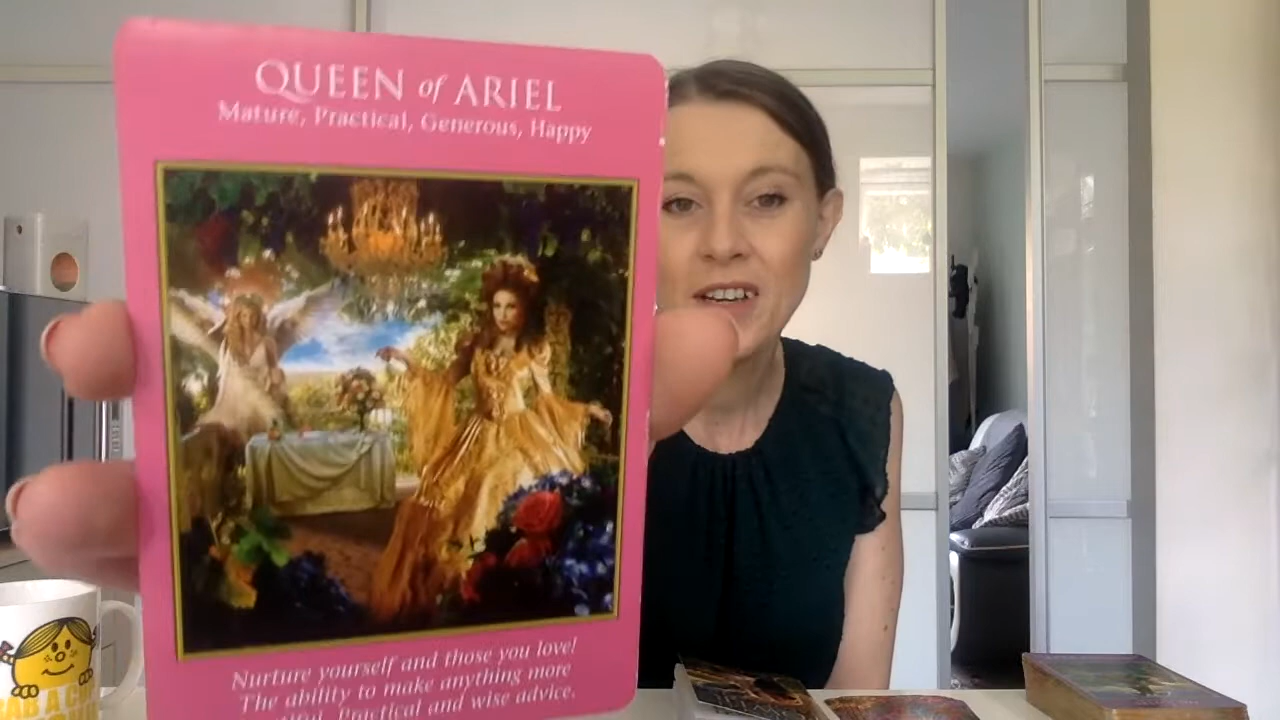 QUEEN of ARIEL
Mature, Practical, Generous, Happy
Nurture yourself and those you love!
The ability to make anything more
Practical and wise advice.